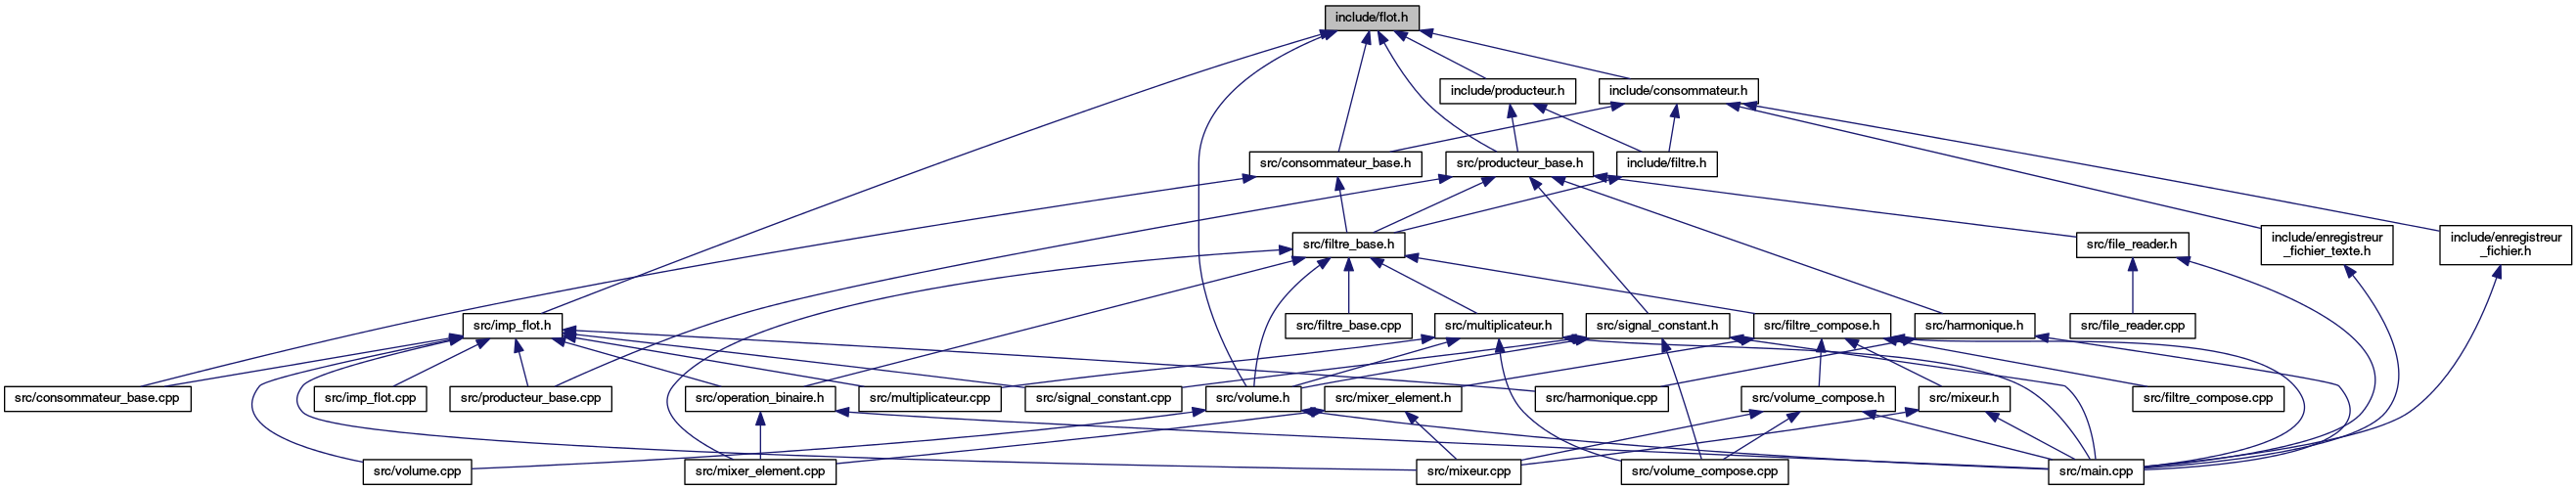 include/flot.h
include/producteur.h
include/consommateur.h
src/consommateur_base.h
src/producteur_base.h
include/filtre.h
src/filtre_base.h
src/file_reader.h
include/enregistreur
_fichier_texte.h
include/enregistreur
_fichier.h
src/imp_flot.h
src/filtre_base.cpp
src/multiplicateur.h
src/signal_constant.h
src/filtre_compose.h
src/harmonique.h
src/file_reader.cpp
src/consommateur_base.cpp
src/imp_flot.cpp
src/producteur_base.cpp
src/operation_binaire.h
src/multiplicateur.cpp
src/signal_constant.cpp
src/volume.h
src/mixer_element.h
src/harmonique.cpp
src/volume_compose.h
src/mixeur.h
src/filtre_compose.cpp
src/volume.cpp
src/mixer_element.cpp
src/mixeur.cpp
src/volume_compose.cpp
src/main.cpp